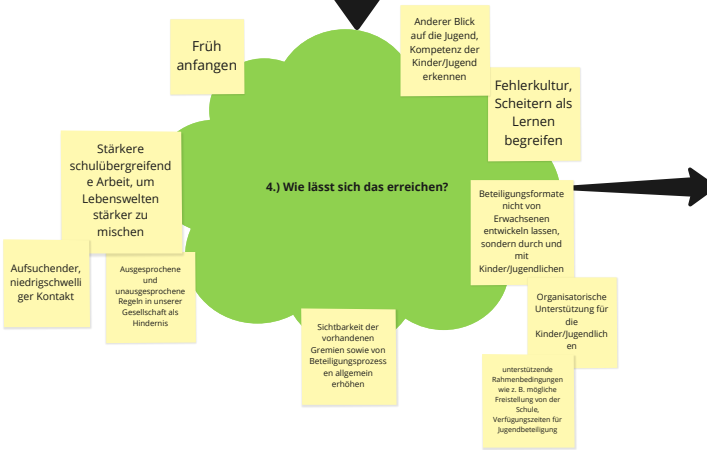 Früh
anfangen
Anderer Blick
auf die Jugend,
Kompetenz der
Kinder/Jugend
erkennen
Fehlerkultur,
Scheitern als
Lernen
begreifen
Stärkere
schulübergreifend
e Arbeit, um
Lebenswelten
stärker zu
mischen
4.) Wie lässt sich das erreichen?
Beteiligungsformate
nicht von
Erwachsenen
entwickeln lassen,
sondern durch und
mit
Kinder/Jugendlichen
Aufsuchender,
niedrigschwelli
ger Kontakt
Ausgesprochene
und
unausgesprochene
Regeln in unserer
Gesellschaft als
Hindernis
Organisatorische
Unterstützung für
die
Kinder/Jugendlich
en
Sichtbarkeit der
vorhandenen
Gremien sowie von
Beteiligungsprozess
en allgemein
erhöhen
unterstützende
Rahmenbedingungen
wie z. B. mögliche
Freistellung von der
Schule,
Verfügungszeiten für
Jugendbeteiligung